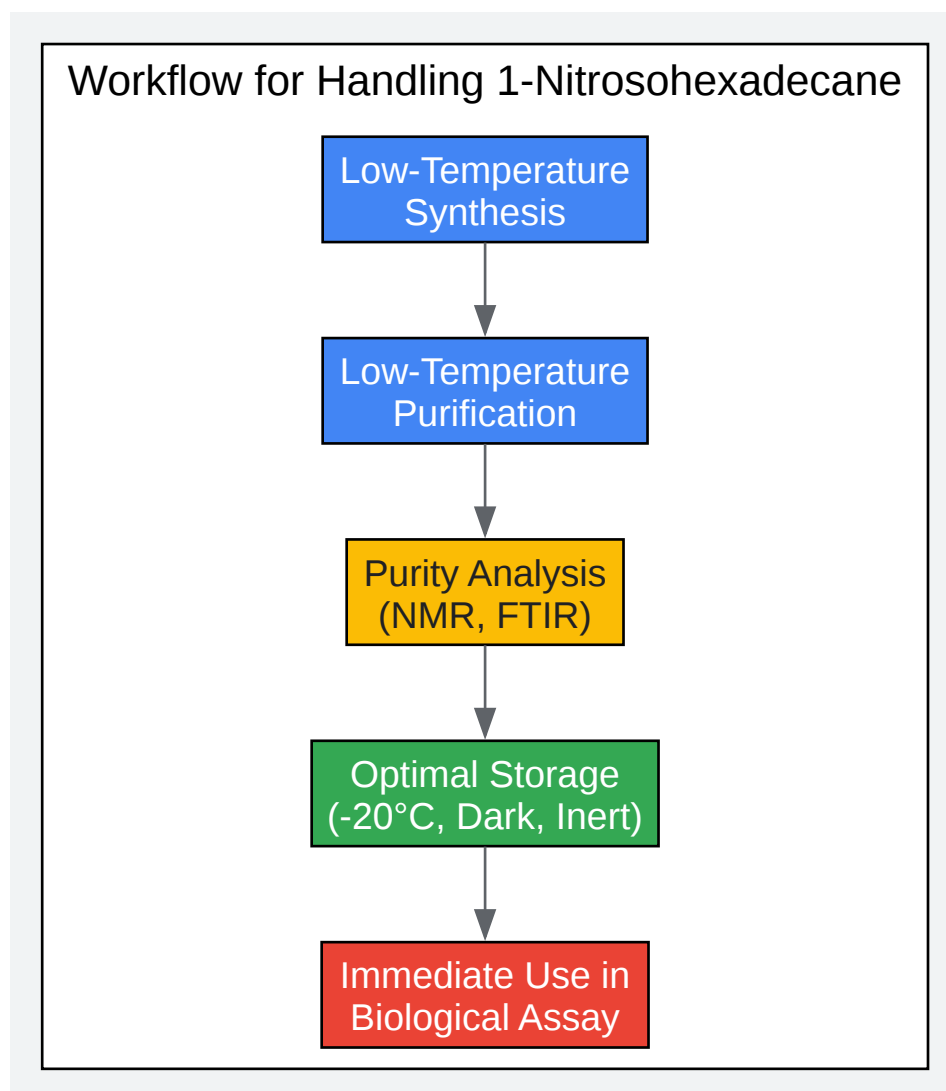 Workflow for Handling 1-Nitrosohexadecane
Low-Temperature
Synthesis
Low-Temperature
Purification
Purity Analysis
(NMR, FTIR)
Optimal Storage
(-20°C, Dark, Inert)
Immediate Use in
Biological Assay